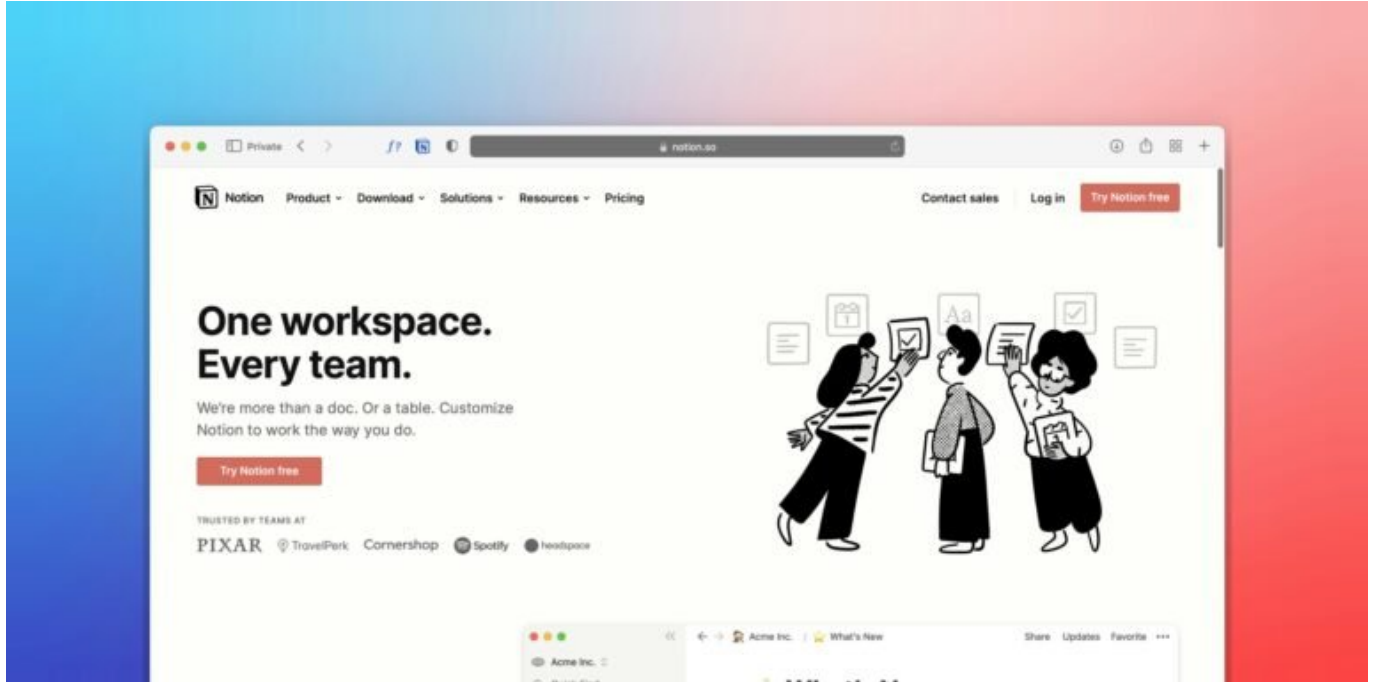 Private
notion.so
Notion Product Download Solutions Resources Pricing Contact sales Log in Try Notion free
Aa
One workspace.
Every team.
We're more than a doc. Or a table. Customize
Notion to work the way you do.
Try Notion free
TRUSTED BY TEAMS AT
PIXAR TravelPerk Cornershop Spotify headspace
Acme Inc. / What's New Share Updates Favorite
Acme Inc.